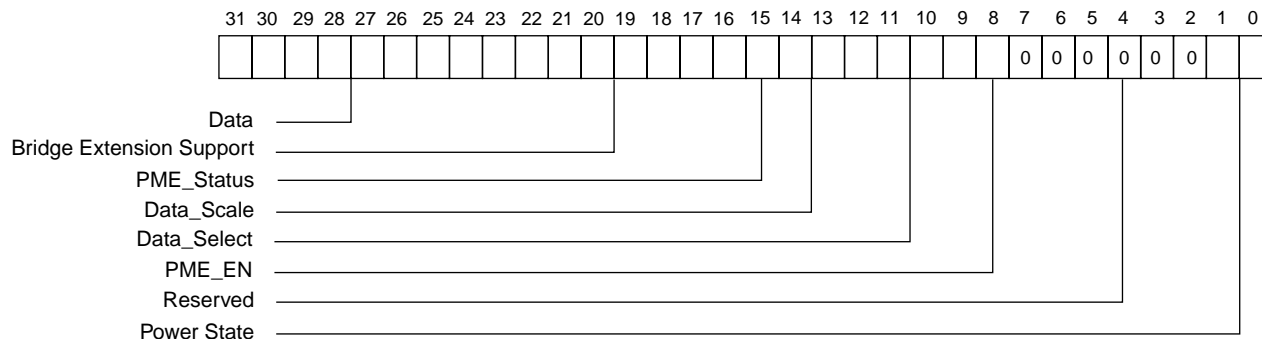 31 30 29 28 27 26 25 24 23 22 21 20 19 18 17 16 15 14 13 12 11 10 9 8 7 6 5 4 3 2 1 0
0 0 0 0 0 0
Data
Bridge Extension Support
PME_Status
Data_Scale
Data_Select
PME_EN
Reserved
Power State